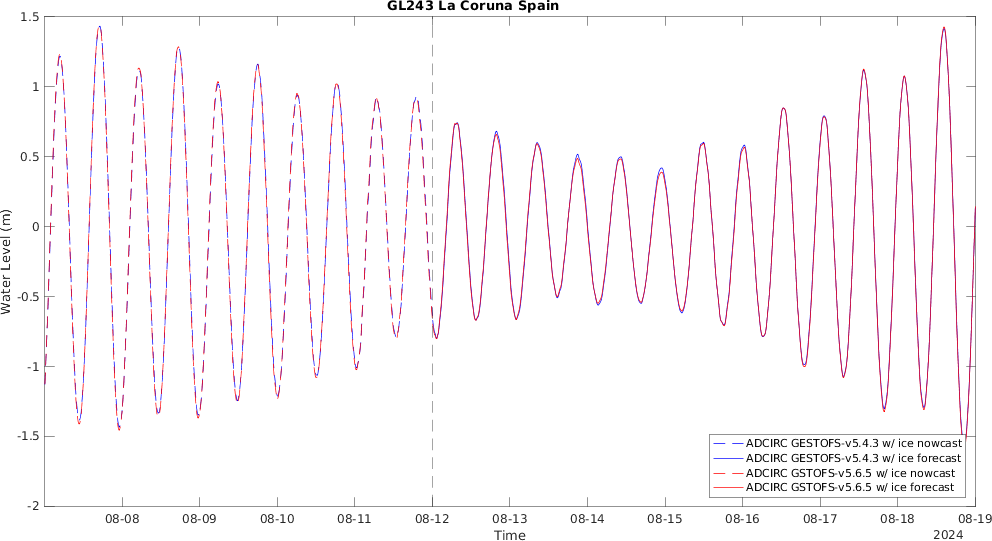 GL243 La Coruna Spain
Water Level (m)
1.5
1
0.5
0
-0.5
-1
-1.5
-2
08-08 08-09 08-10 08-11 08-12 08-13 08-14 08-15 08-16 08-17 08-18 08-19
Time
2024
ADCIRC GESTOFS-v5.4.3 w/ ice nowcast
ADCIRC GESTOFS-v5.4.3 w/ ice forecast
ADCIRC GSTOFS-v5.6.5 w/ ice nowcast
ADCIRC GSTOFS-v5.6.5 w/ ice forecast